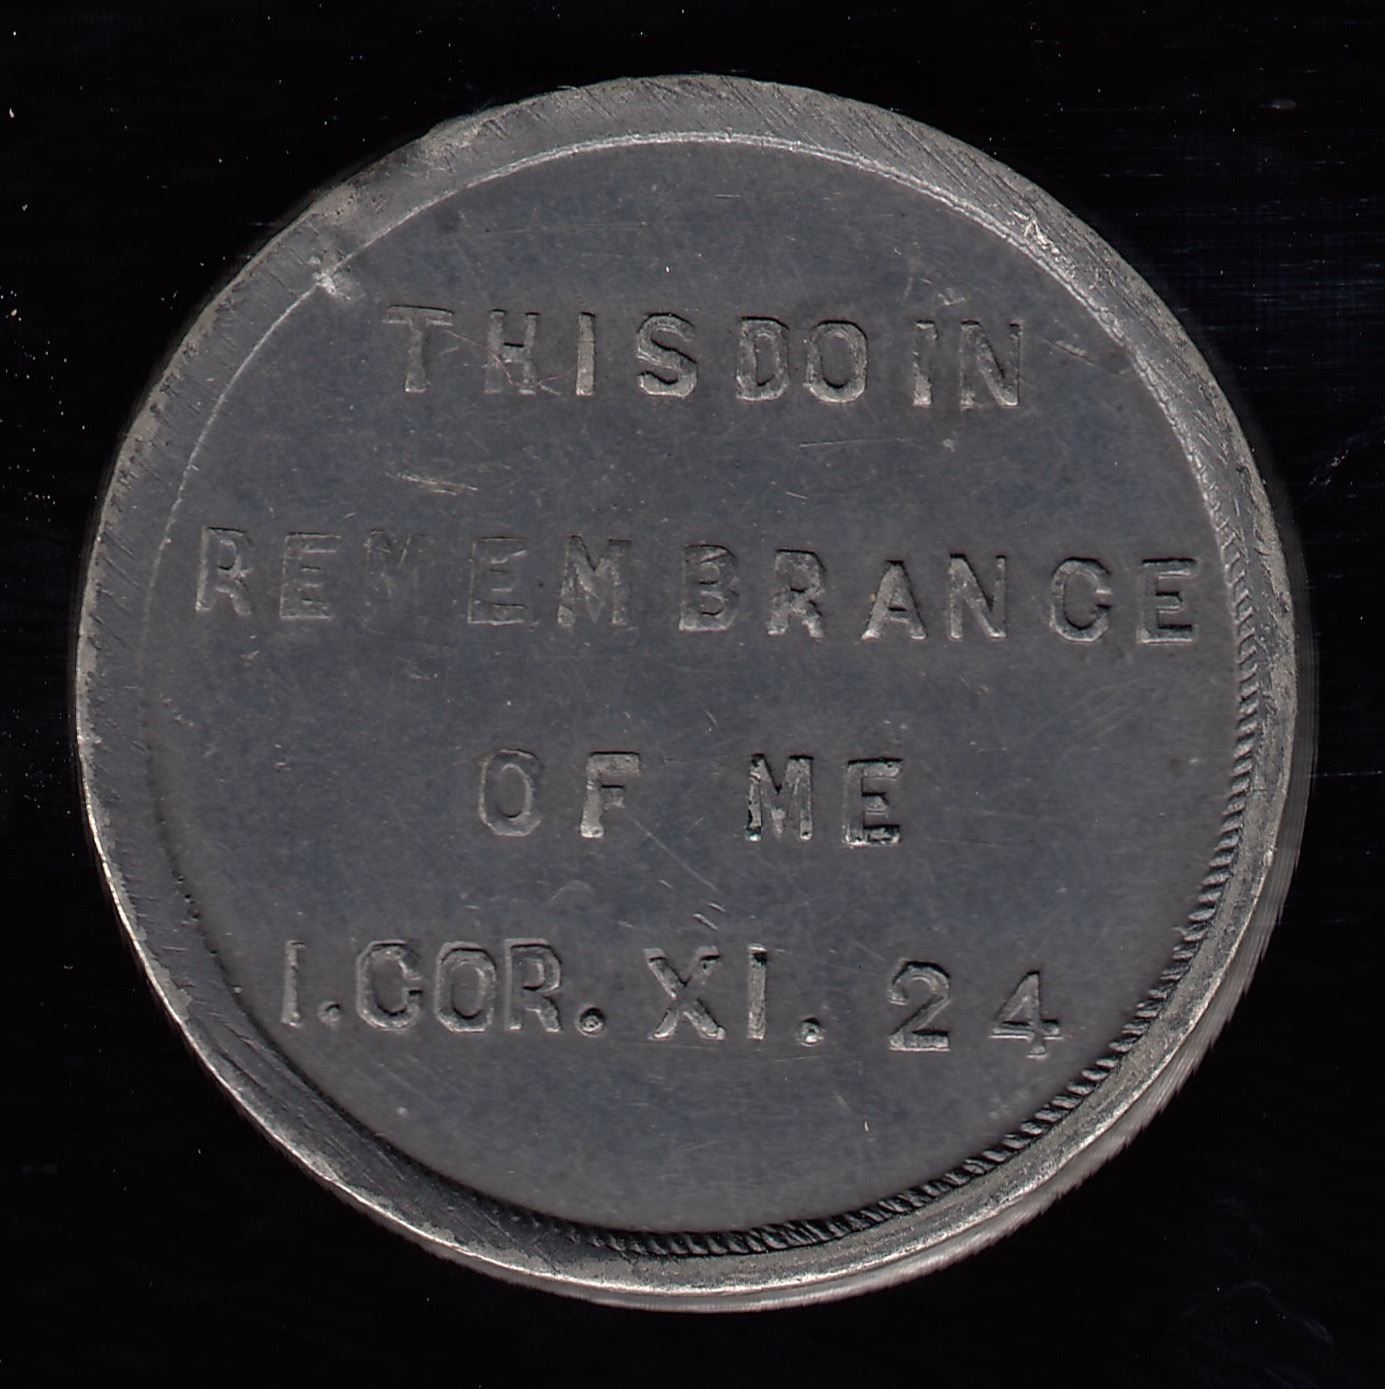 THIS DO IN
REMEMBRANCE
OF ME
I. COR. XI. 24